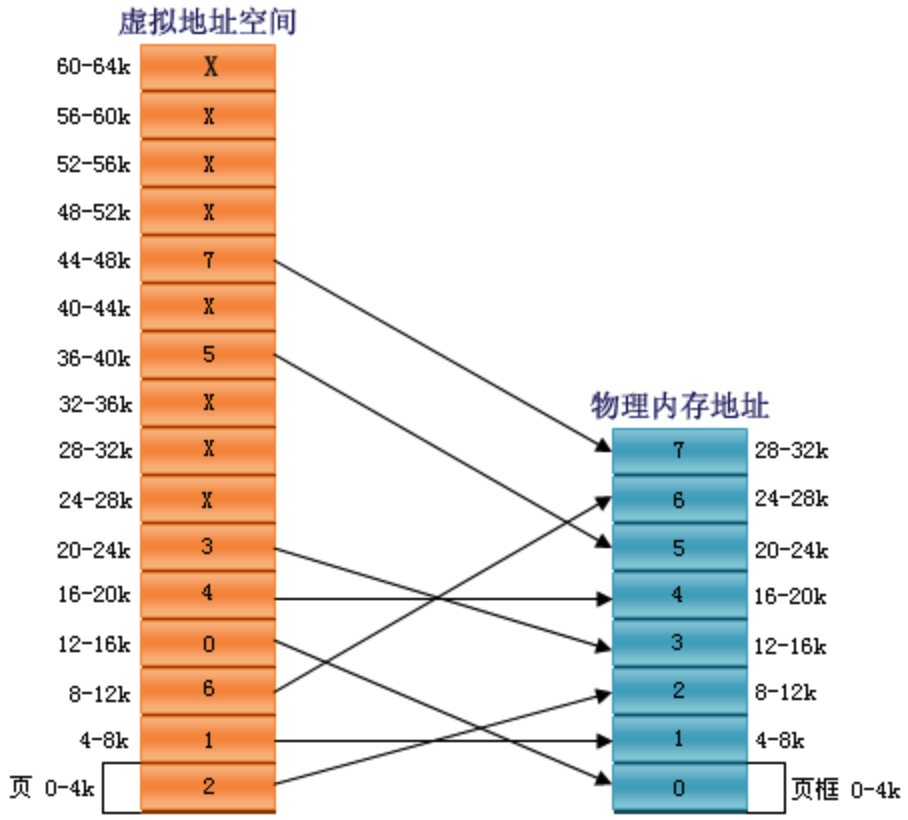 虚拟地址空间
60-64k X
56-60k X
52-56k X
48-52k X
44-48k 7
40-44k X
36-40k 5
32-36k X
28-32k X
24-28k X
20-24k 3
16-20k 4
12-16k 0
8-12k 6
4-8k 1
页 0-4k 2
物理内存地址
7 28-32k
6 24-28k
5 20-24k
4 16-20k
3 12-16k
2 8-12k
1 4-8k
0 页框 0-4k